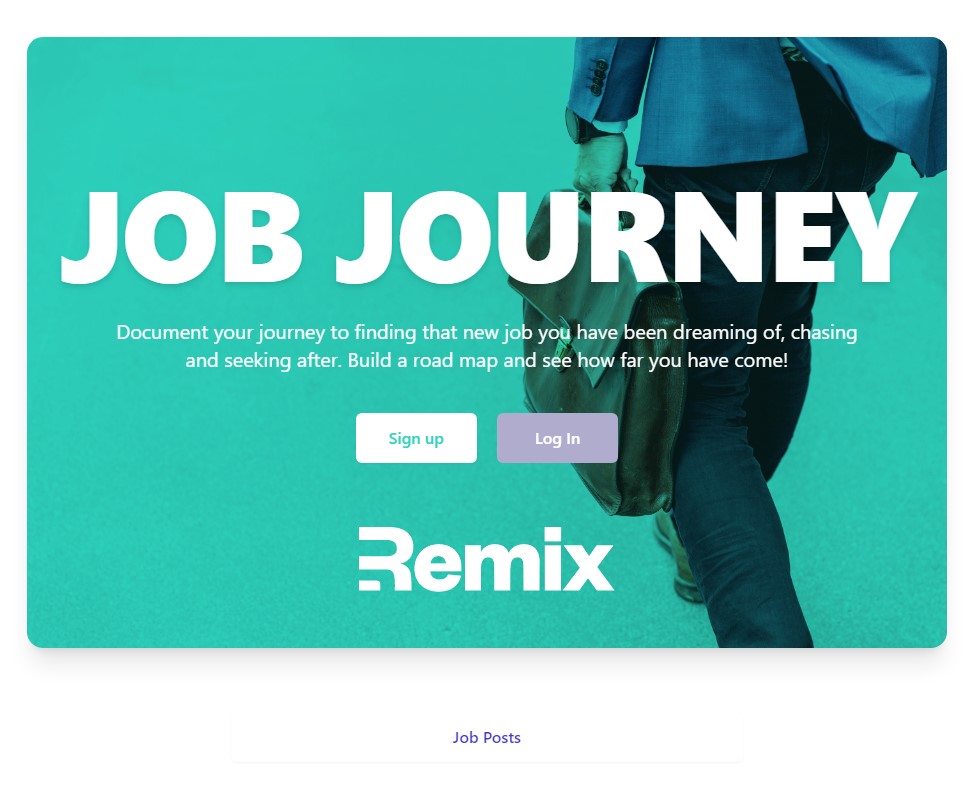 JOB JOURNEY
Document your journey to finding that new job you have been dreaming of, chasing
and seeking after. Build a road map and see how far you have come!
Sign up
Log In
Remix
Job Posts